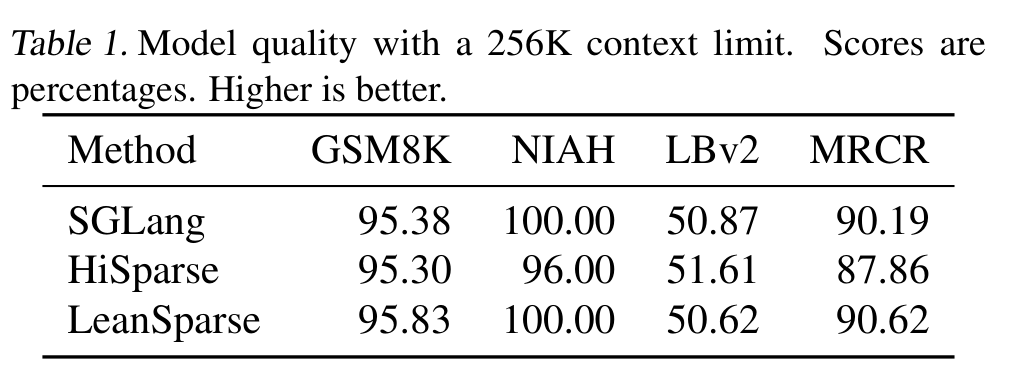 Table 1. Model quality with a 256K context limit. Scores are
percentages. Higher is better.
Method GSM8K NIAH LBv2 MRCR
SGLang 95.38 100.00 50.87 90.19
HiSparse 95.30 96.00 51.61 87.86
LeanSparse 95.83 100.00 50.62 90.62